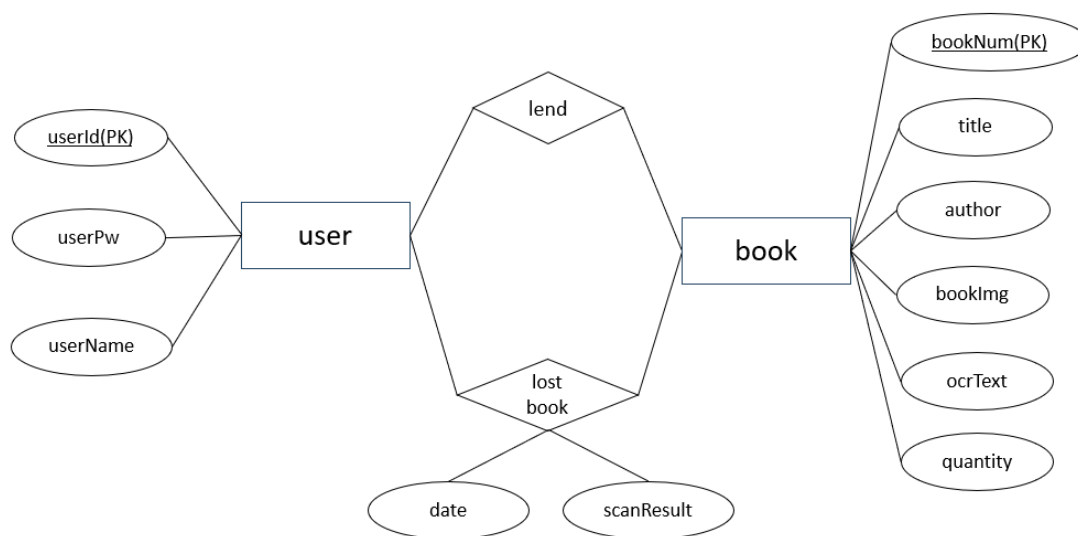 bookNum(PK)
lend
title
userId(PK)
author
user
userPw
book
bookImg
userName
lost
book
ocrText
quantity
date
scanResult